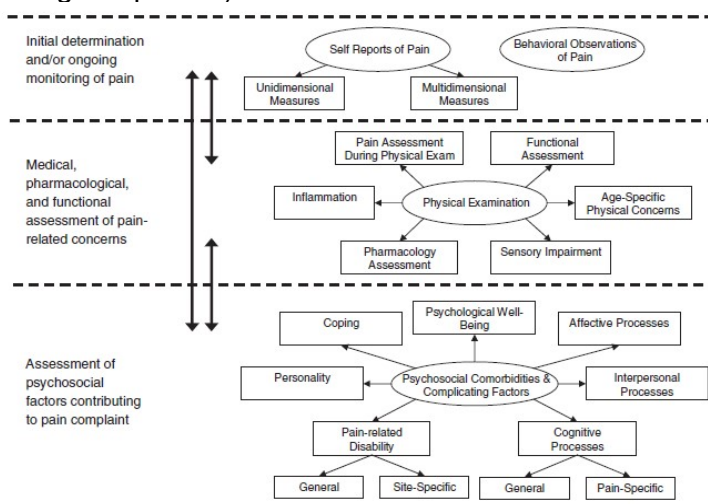 Initial determination
and/or ongoing
monitoring of pain
Self Reports of Pain
Behavioral Observations
of Pain
Unidimensional
Measures
Multidimensional
Measures
Medical,
pharmacological,
and functional
assessment of pain-
related concerns
Pain Assessment
During Physical Exam
Functional
Assessment
Inflammation
Physical Examination
Age-Specific
Physical Concerns
Pharmacology
Assessment
Sensory Impairment
Assessment of
psychosocial
factors contributing
to pain complaint
Coping
Psychological Well-
Being
Affective Processes
Personality
Psychosocial Comorbidities &
Complicating Factors
Interpersonal
Processes
Pain-related
Disability
Cognitive
Processes
General
Site-Specific
General
Pain-Specific